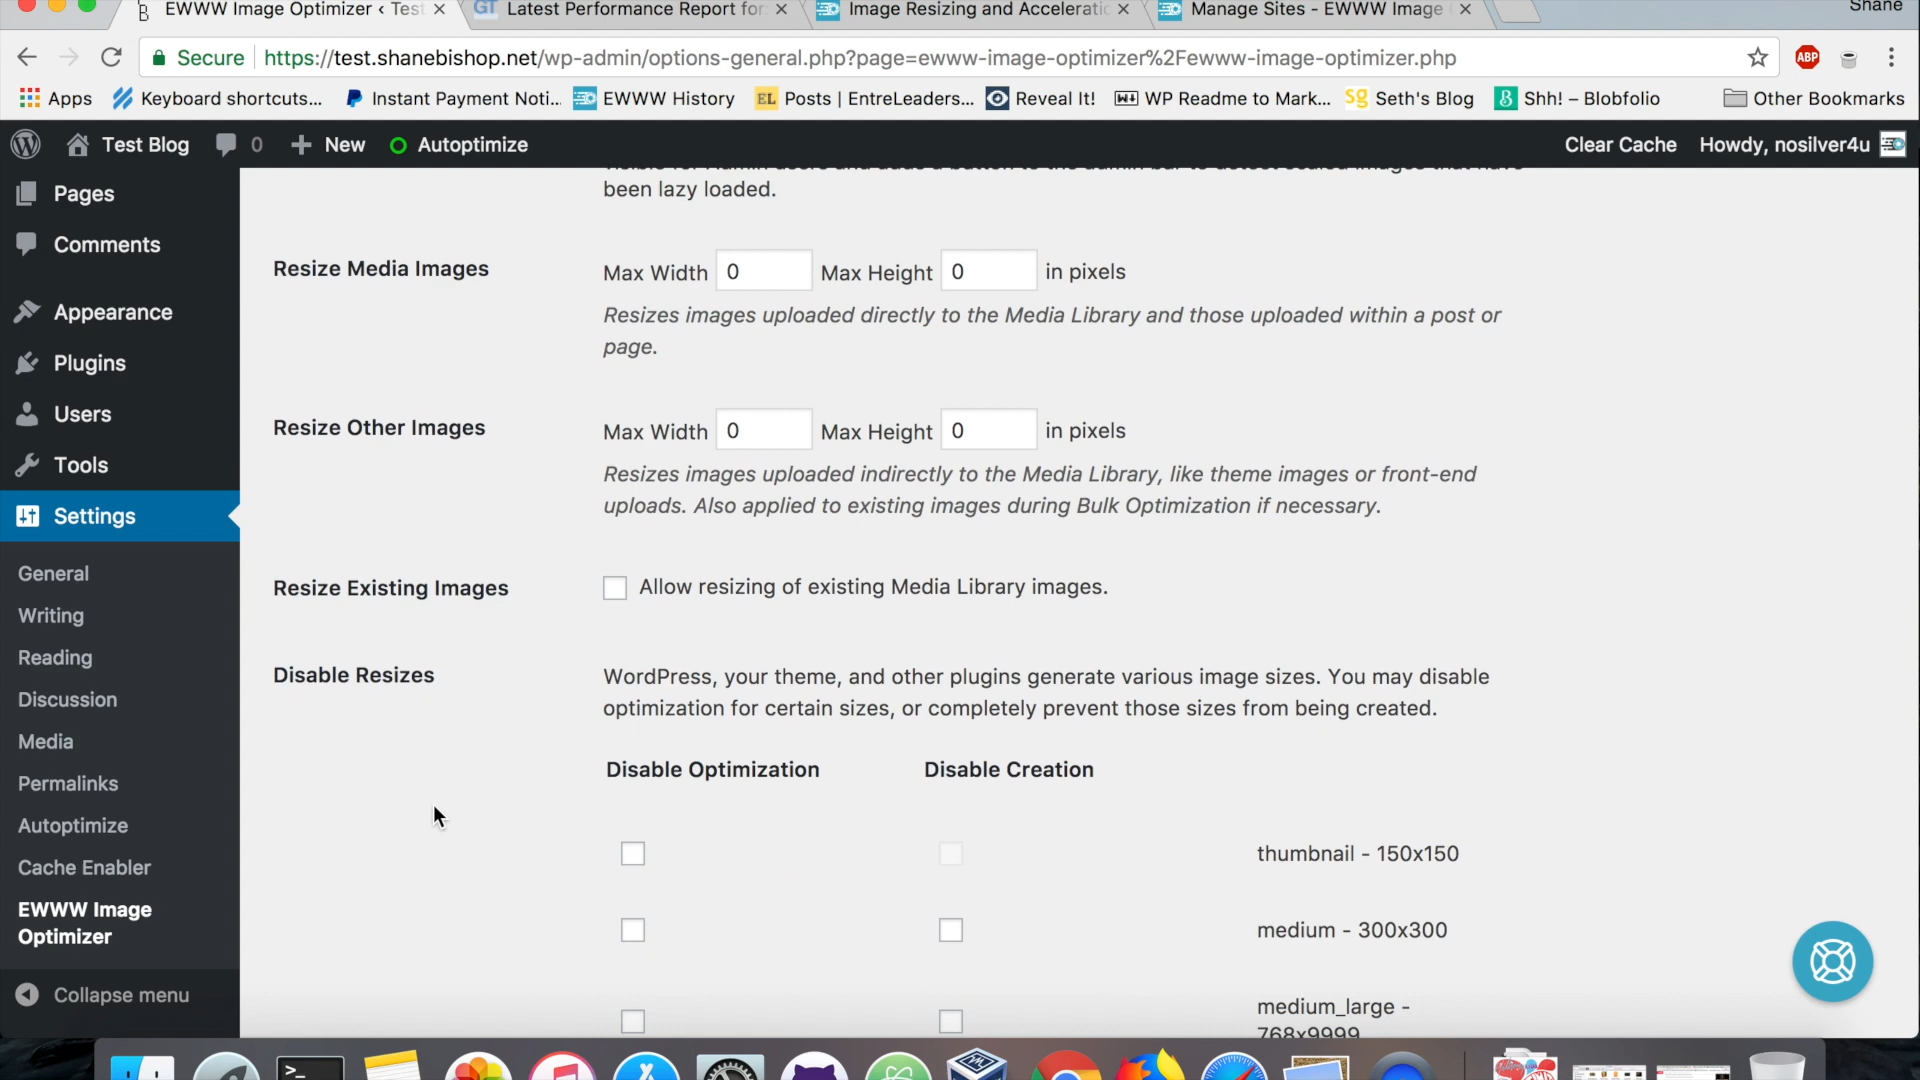 EWWW Image Optimizer ‹ Test
GT Latest Performance Report for
Image Resizing and Acceleratio
Manage Sites - EWWW Image
Shane
Secure https://test.shanebishop.net/wp-admin/options-general.php?page=ewww-image-optimizer%2Fewww-image-optimizer.php
ABP
Apps Keyboard shortcuts... Instant Payment Noti... EWWW History EL Posts | EntreLeaders... Reveal It! WP Readme to Mark... sg Seth's Blog Shh! – Blobfolio Other Bookmarks
Test Blog 0 New Autoptimize Clear Cache Howdy, nosilver4u
Pages
Comments
Appearance
Plugins
Users
Tools
Settings
General
Writing
Reading
Discussion
Media
Permalinks
Autoptimize
Cache Enabler
EWWW Image
Optimizer
Collapse menu
been lazy loaded.
Resize Media Images Max Width 0 Max Height 0 in pixels
Resizes images uploaded directly to the Media Library and those uploaded within a post or
page.
Resize Other Images Max Width 0 Max Height 0 in pixels
Resizes images uploaded indirectly to the Media Library, like theme images or front-end
uploads. Also applied to existing images during Bulk Optimization if necessary.
Resize Existing Images Allow resizing of existing Media Library images.
Disable Resizes WordPress, your theme, and other plugins generate various image sizes. You may disable
optimization for certain sizes, or completely prevent those sizes from being created.
Disable Optimization Disable Creation
thumbnail - 150x150
medium - 300x300
medium_large -
768x9999